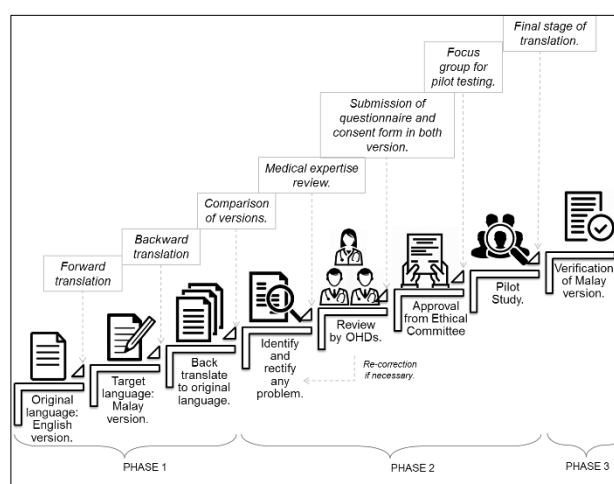 Final stage of
translation.
Focus
group for
pilot testing.
Submission of
questionnaire and
consent form in both
version.
Medical expertise
review.
Comparison
of versions.
Backward
translation
Forward
translation
Original
language:
English
version.
Target
language:
Malay
version.
Back
translate
to original
language.
Identify
and
rectify
any
problem.
Review
by OHDs.
Re-correction
if necessary.
Approval
from Ethical
Committee
Pilot
Study.
Verification
of Malay
version.
PHASE 1
PHASE 2
PHASE 3